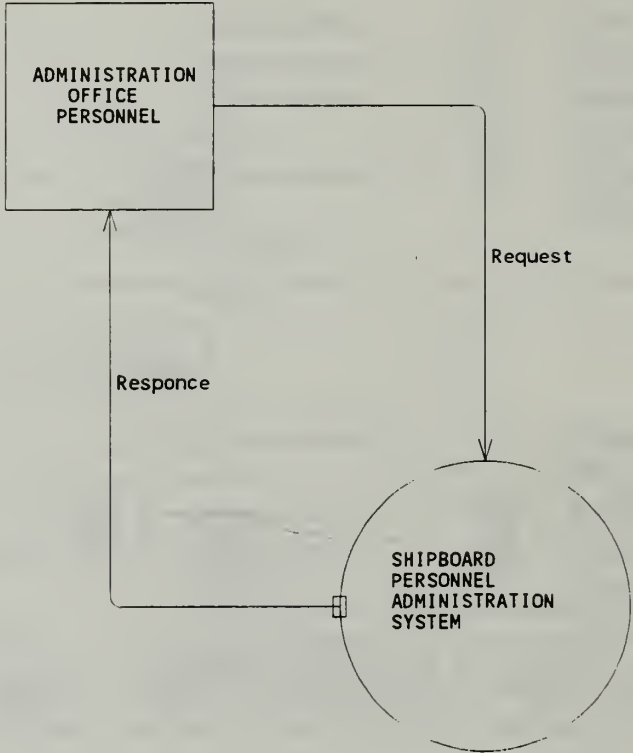 ADMINISTRATION
OFFICE
PERSONNEL
Request
Responce
SHIPBOARD
PERSONNEL
ADMINISTRATION
SYSTEM